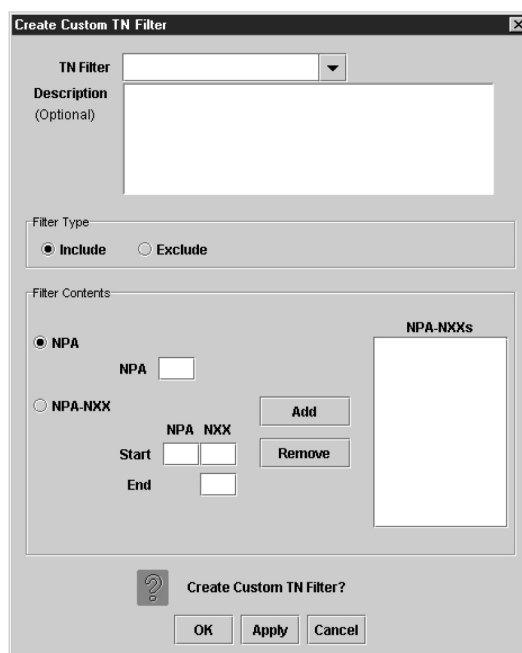 Create Custom TN Filter
TN Filter
Description
(Optional)
Filter Type
Include Exclude
Filter Contents
NPA-NXXs
NPA
NPA
NPA-NXX
Add
NPA NXX
Start
Remove
End
Create Custom TN Filter?
OK Apply Cancel